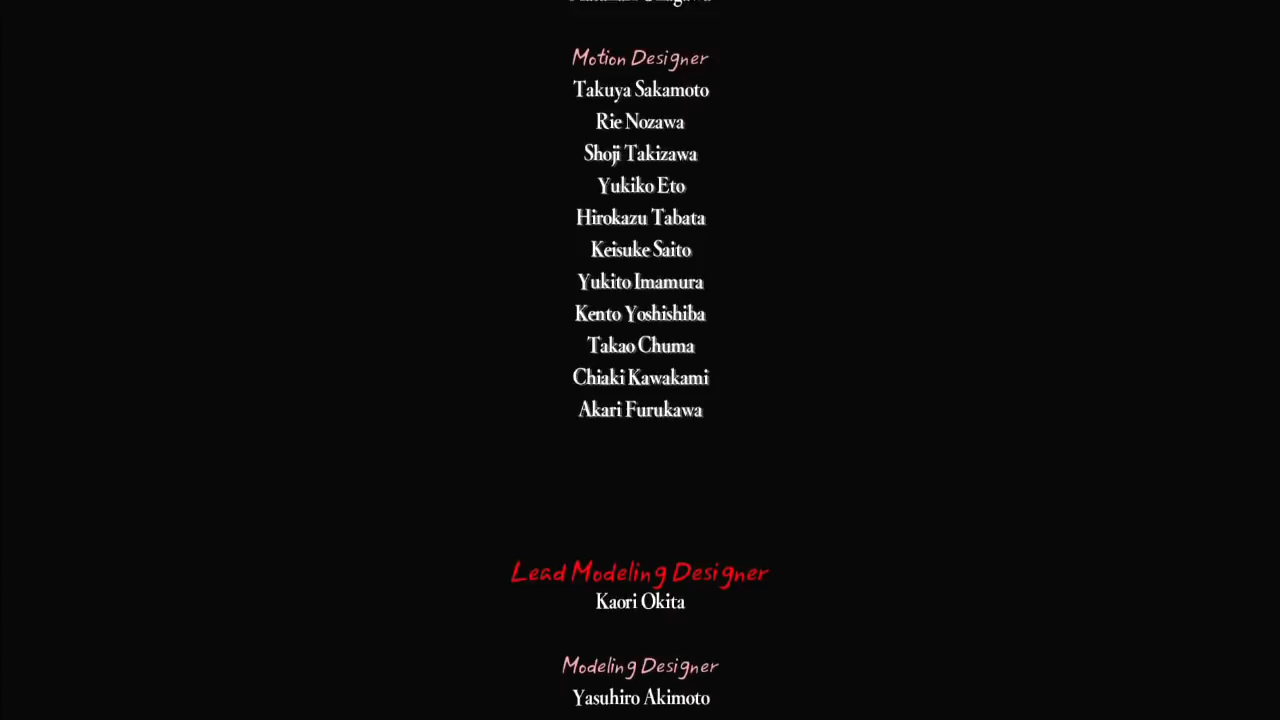 Motion Designer
Takuya Sakamoto
Rie Nozawa
Shoji Takizawa
Yukiko Eto
Hirokazu Tabata
Keisuke Saito
Yukito Imamura
Kento Yoshishiba
Takao Chuma
Chiaki Kawakami
Akari Furukawa
Lead Modeling Designer
Kaori Okita
Modeling Designer
Yasuhiro Akimoto